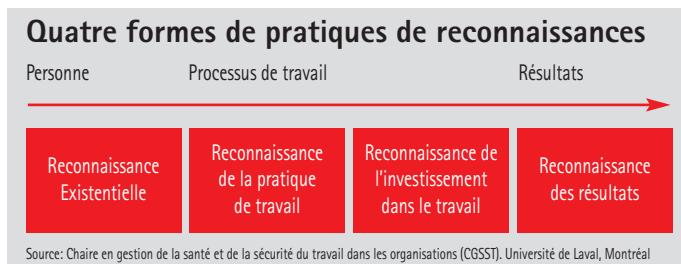 Quatre formes de pratiques de reconnaissances
Personne Processus de travail Résultats
Reconnaissance
Existentielle
Reconnaissance
de la pratique
de travail
Reconnaissance de
l'investissement
dans le travail
Reconnaissance
des résultats
Source: Chaire en gestion de la santé et de la sécurité du travail dans les organisations (CGSST). Université de Laval, Montréal